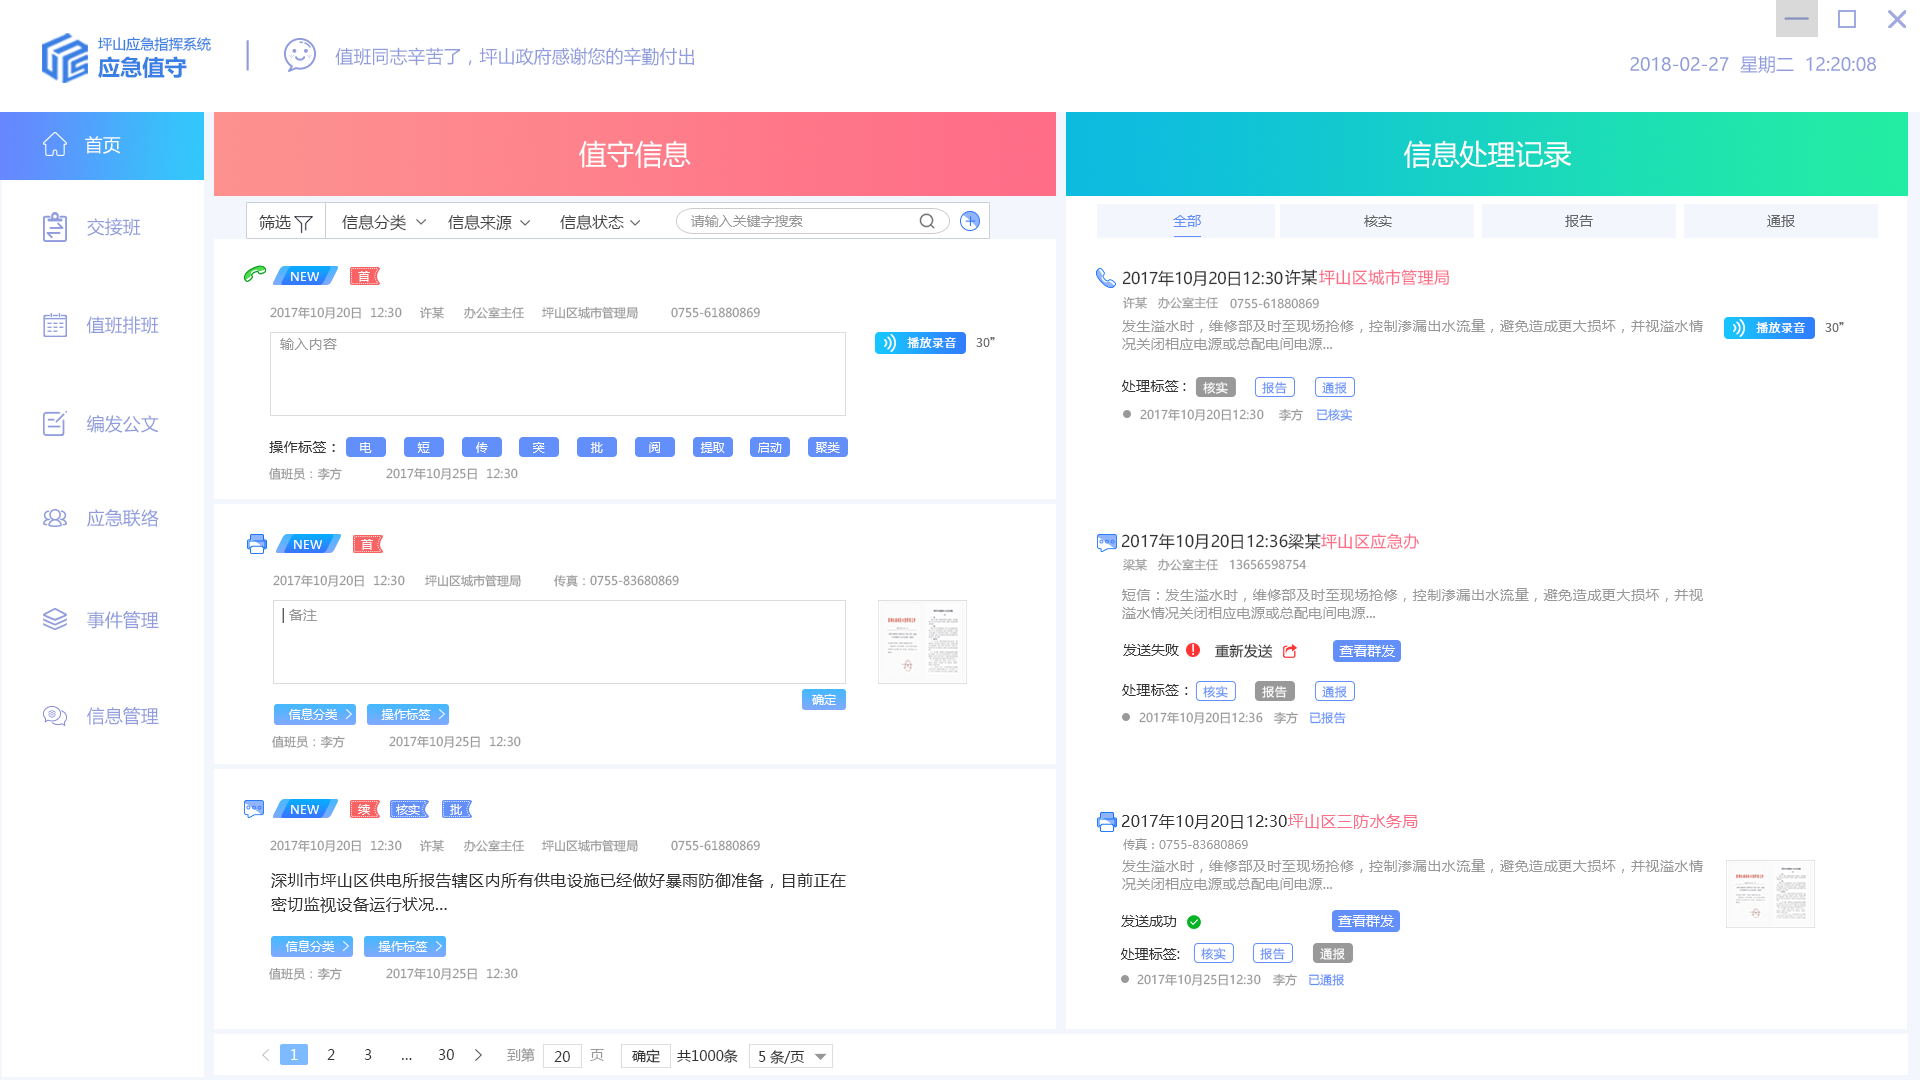 坪山应急指挥系统
应急值守
值班同志辛苦了，坪山政府感谢您的辛勤付出
2018-02-27 星期二 12:20:08
首页
交接班
值班排班
编发公文
应急联络
事件管理
信息管理
值守信息
筛选 信息分类 信息来源 信息状态 请输入关键字搜索
NEW 首
2017年10月20日 12:30 许某 办公室主任 坪山区城市管理局 0755-61880869
输入内容
播放录音 30”
操作标签： 电 短 传 突 批 阅 提取 启动 聚类
值班员：李方 2017年10月25日 12:30
NEW 首
2017年10月20日 12:30 坪山区城市管理局 传真：0755-83680869
备注
确定
信息分类 操作标签
值班员：李方 2017年10月25日 12:30
NEW 续 核实 批
2017年10月20日 12:30 许某 办公室主任 坪山区城市管理局 0755-61880869
深圳市坪山区供电所报告辖区内所有供电设施已经做好暴雨防御准备，目前正在
密切监视设备运行状况...
信息分类 操作标签
值班员：李方 2017年10月25日 12:30
1 2 3 ... 30 到第 20 页 确定 共1000条 5 条/页
信息处理记录
全部 核实 报告 通报
2017年10月20日12:30许某坪山区城市管理局
许某 办公室主任 0755-61880869
发生溢水时，维修部及时至现场抢修，控制渗漏出水流量，避免造成更大损坏，并视溢水情
况关闭相应电源或总配电间电源...
播放录音 30”
处理标签： 核实 报告 通报
2017年10月20日12:30 李方 已核实
2017年10月20日12:36梁某坪山区应急办
梁某 办公室主任 13656598754
短信：发生溢水时，维修部及时至现场抢修，控制渗漏出水流量，避免造成更大损坏，并视
溢水情况关闭相应电源或总配电间电源...
发送失败 重新发送 查看群发
处理标签： 核实 报告 通报
2017年10月20日12:36 李方 已报告
2017年10月20日12:30坪山区三防水务局
传真：0755-83680869
发生溢水时，维修部及时至现场抢修，控制渗漏出水流量，避免造成更大损坏，并视溢水情
况关闭相应电源或总配电间电源...
发送成功 查看群发
处理标签: 核实 报告 通报
2017年10月25日12:30 李方 已通报